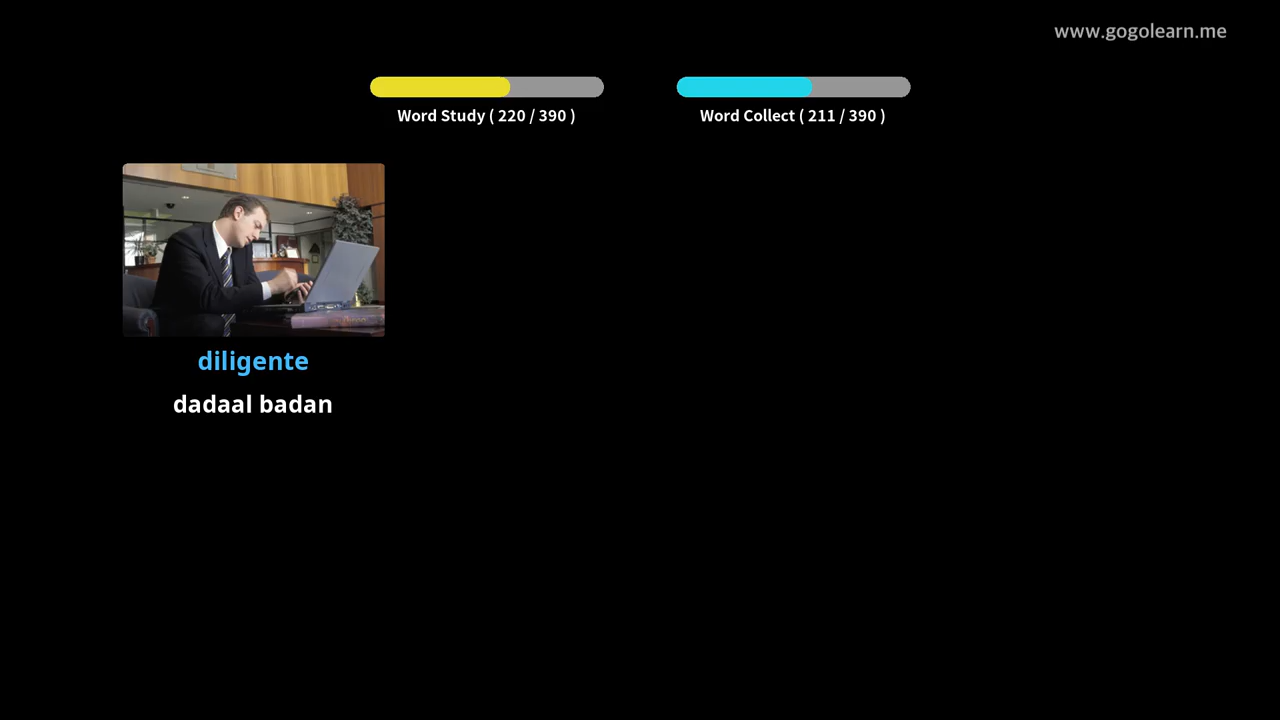 www.gogolearn.me
Word Study ( 220 / 390 )
Word Collect ( 211 / 390 )
diligente
dadaal badan